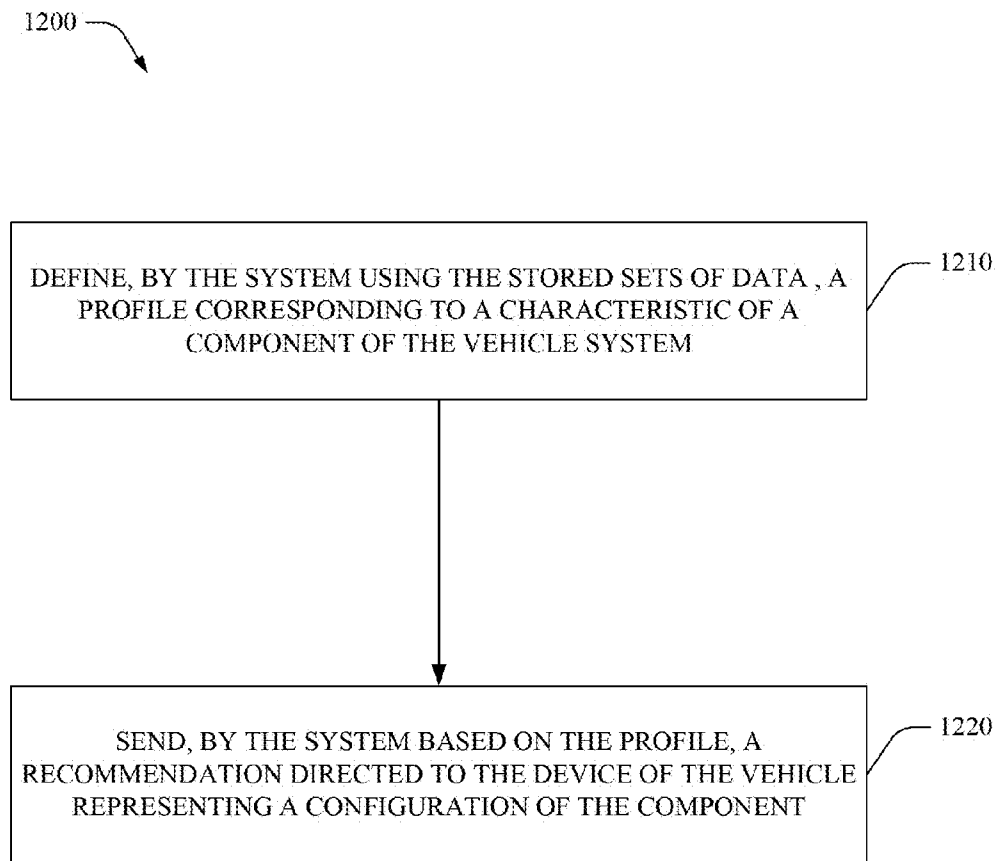 1200
DEFINE, BY THE SYSTEM USING THE STORED SETS OF DATA , A
PROFILE CORRESPONDING TO A CHARACTERISTIC OF A
COMPONENT OF THE VEHICLE SYSTEM
1210
SEND, BY THE SYSTEM BASED ON THE PROFILE, A
RECOMMENDATION DIRECTED TO THE DEVICE OF THE VEHICLE
REPRESENTING A CONFIGURATION OF THE COMPONENT
1220